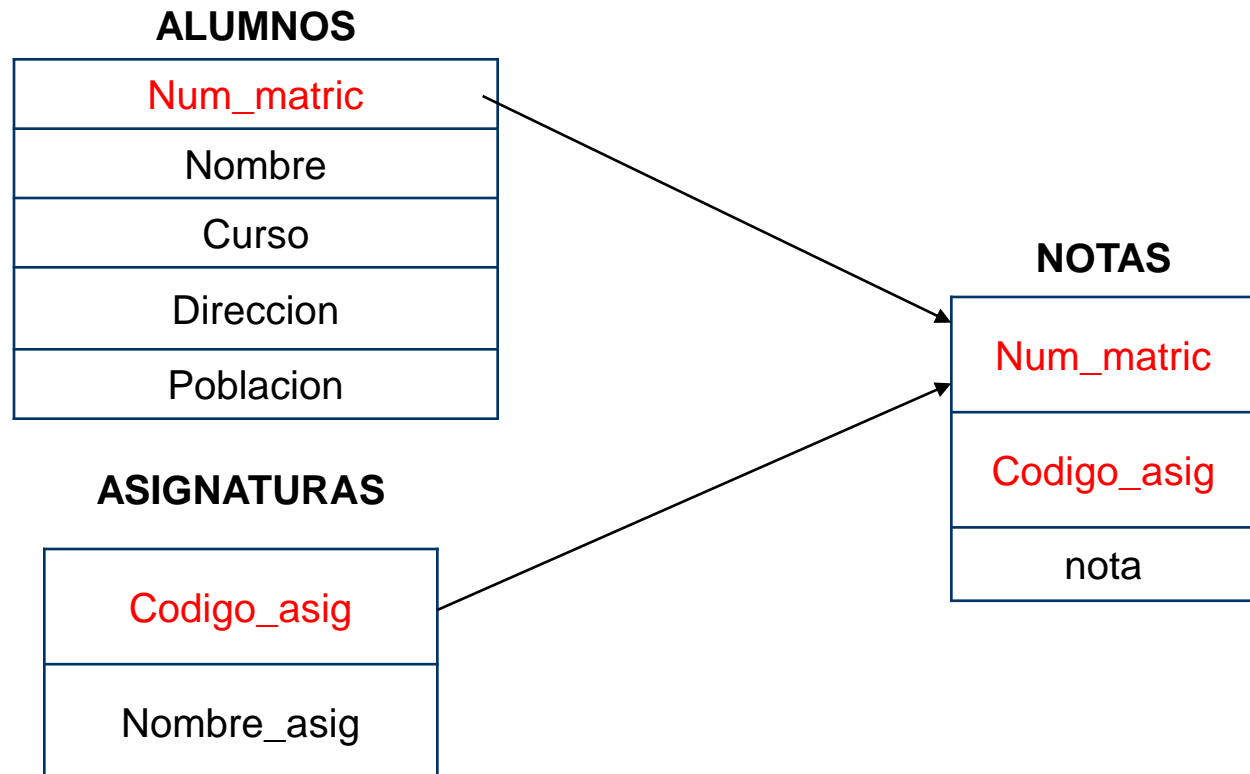 ALUMNOS
Num_matric
Nombre
Curso
Direccion
Poblacion
ASIGNATURAS
Codigo_asig
Nombre_asig
NOTAS
Num_matric
Codigo_asig
nota